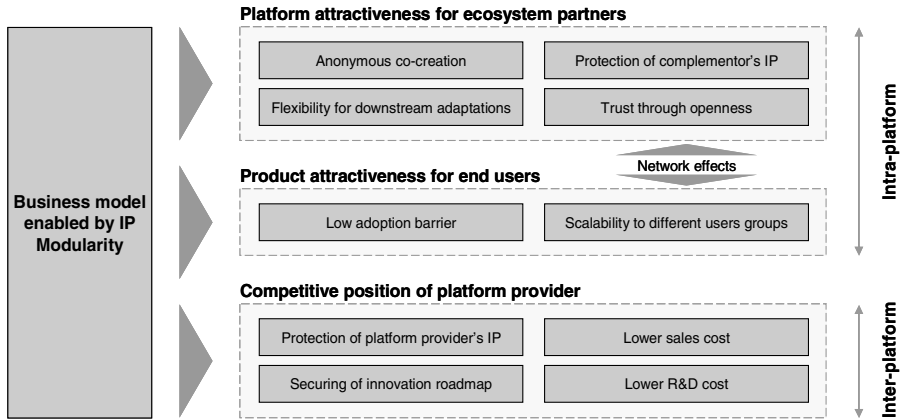 Platform attractiveness for ecosystem partners
Anonymous co-creation
Protection of complementor's IP
Flexibility for downstream adaptations
Trust through openness
Network effects
Intra-platform
Business model
enabled by IP
Modularity
Product attractiveness for end users
Low adoption barrier
Scalability to different users groups
Competitive position of platform provider
Protection of platform provider's IP
Lower sales cost
Securing of innovation roadmap
Lower R&D cost
Inter-platform